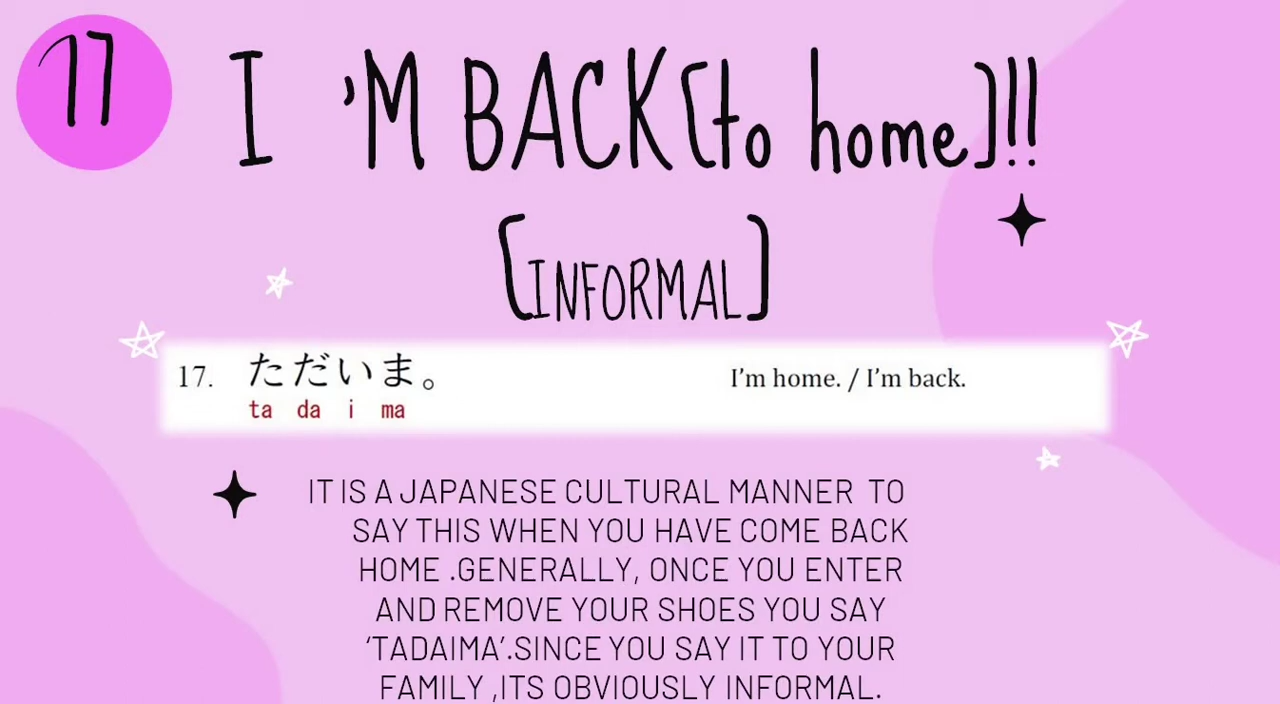 17
I 'M BACK[to home]!!
[INFORMAL]
17. ただいま。 I'm home. / I'm back.
ta da i ma
IT IS A JAPANESE CULTURAL MANNER TO
SAY THIS WHEN YOU HAVE COME BACK
HOME .GENERALLY, ONCE YOU ENTER
AND REMOVE YOUR SHOES YOU SAY
'TADAIMA'.SINCE YOU SAY IT TO YOUR
FAMILY ,ITS OBVIOUSLY INFORMAL.